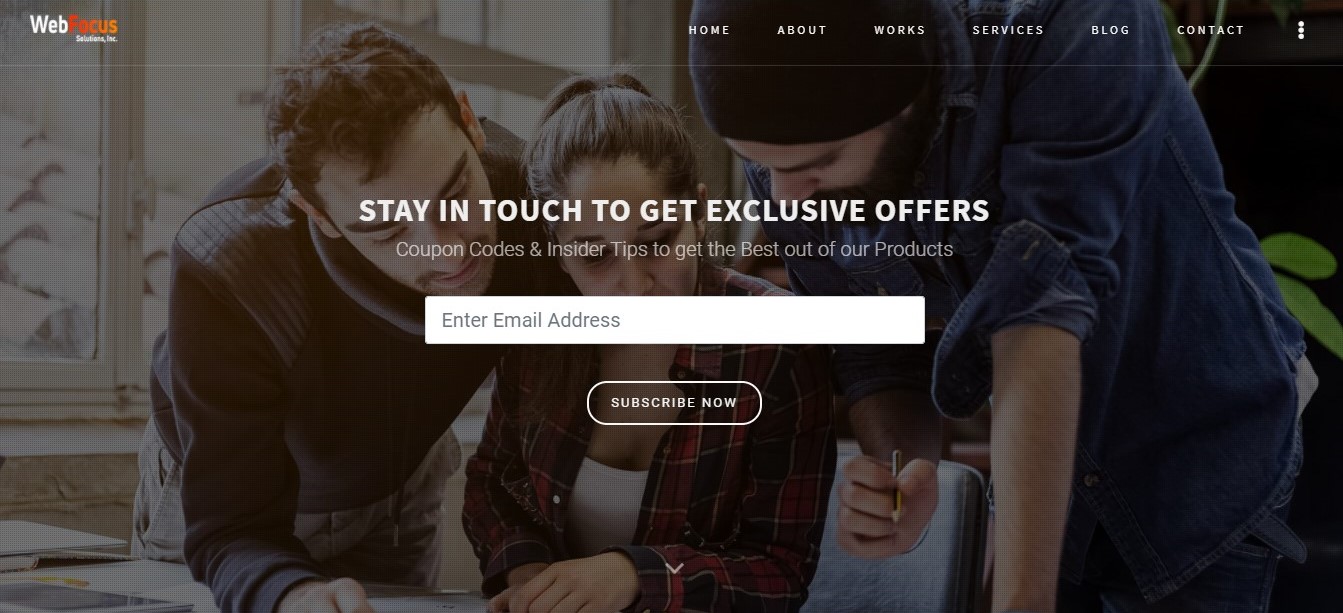 WebFocus
Solutions, Inc.
HOME ABOUT WORKS SERVICES BLOG CONTACT
STAY IN TOUCH TO GET EXCLUSIVE OFFERS
Coupon Codes & Insider Tips to get the Best out of our Products
Enter Email Address
SUBSCRIBE NOW